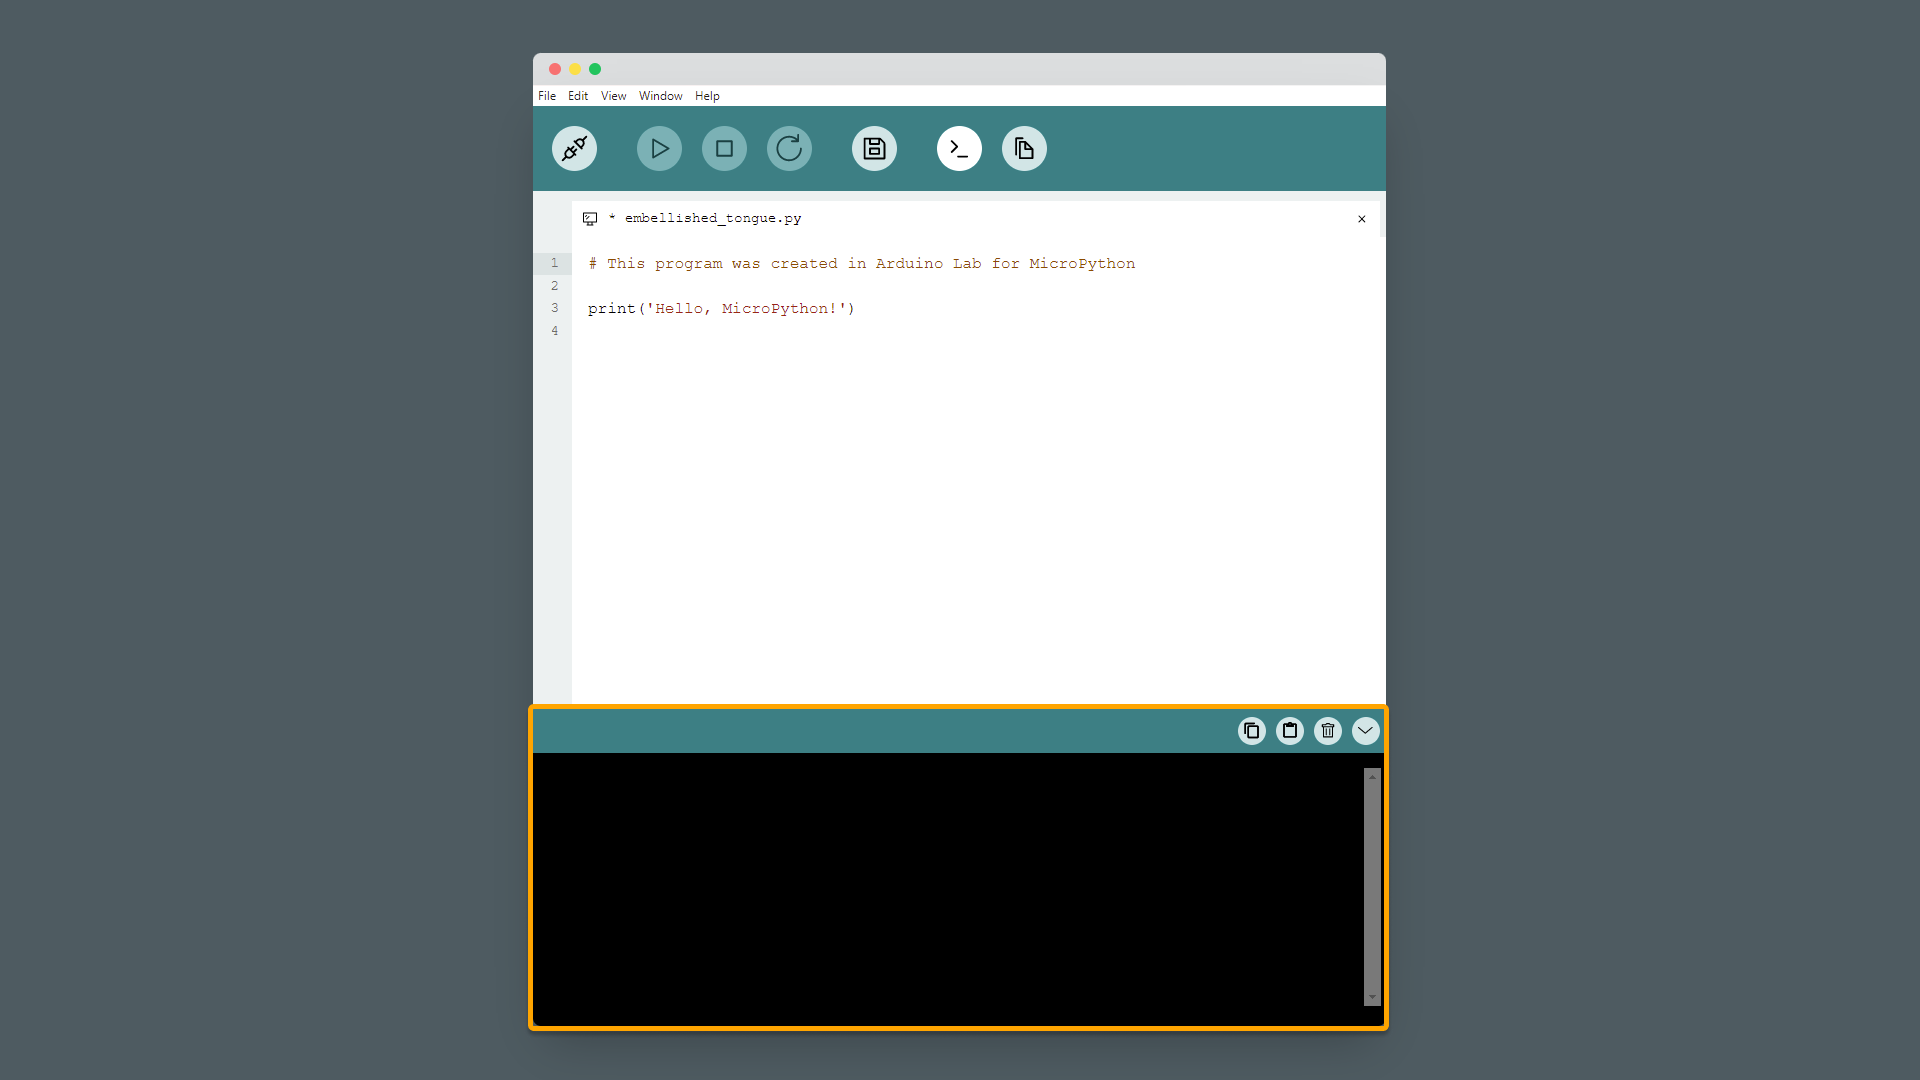 File Edit View Window Help
* embellished_tongue.py ×
1 # This program was created in Arduino Lab for MicroPython
2
3 print('Hello, MicroPython!')
4